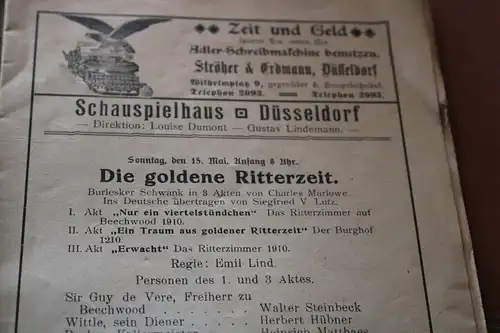 Zeit und Geld
sparen Sie, wenn Sie
Adler-Schreibmaschine benutzen.
Ströher & Erdmann, Düsseldorf
Wilhelmplatz 9, gegenüber d. Hauptbahnhof.
Telephon 2093. — Telephon 2093.
Schauspielhaus Düsseldorf
— Direktion: Louise Dumont — Gustav Lindemann. —
Sonntag, den 15. Mai. Anfang 6 Uhr.
Die goldene Ritterzeit.
Burlesker Schwank in 3 Akten von Charles Marlowe.
Ins Deutsche übertragen von Siegfried V. Lutz.
I. Akt „Nur ein viertelstündchen“ Das Ritterzimmer auf
Beechwood 1910.
II. Akt „Ein Traum aus goldener Ritterzeit“ Der Burghof
1210.
III. Akt „Erwacht“ Das Ritterzimmer 1910.
Regie: Emil Lind.
Personen des 1. und 3. Aktes.
Sir Guy de Vere, Freiherr zu
Beechwood . . . . . Walter Steinbeck
Wittle, sein Diener . . . Herbert Hübner
Heinrich Matthaes